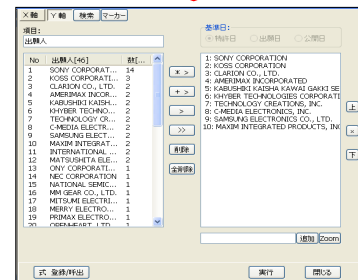 X軸 Y軸 検索 マーカー
項目:
出願人
No 出願人[46] 数[...
1 SONY CORPORAT... 14
2 KOSS CORPORATI... 3
3 CLARION CO., LTD. 2
4 AMERIMAX INCOR... 2
5 KABUSHIKI KAISH... 2
6 KHYBER TECHNO... 2
7 TECHNOLOGY CR... 2
8 C-MEDIA ELECTR... 2
9 SAMSUNG ELECT... 2
10 MAXIM INTEGRAT... 2
11 INTERNATIONAL ... 2
12 MATSUSHITA ELE... 2
13 ONY CORPORATI... 1
14 NEC CORPORATION 1
15 NATIONAL SEMIC... 1
16 MM GEAR CO., LTD. 1
17 MITSUMI ELECTRI... 1
18 MERRY ELECTRO... 1
19 PRIMAX ELECTRO... 1
20 OPENHEART, LTD. 1
* >
+ >
>
>>
削除
全削除
基準日:
特許日 出願日 公開日
1: SONY CORPORATION
2: KOSS CORPORATION
3: CLARION CO., LTD.
4: AMERIMAX INCORPORATED
5: KABUSHIKI KAISHA KAWAI GAKKI SE
6: KHYBER TECHNOLOGIES CORPORATI
7: TECHNOLOGY CREATIONS, INC.
8: C-MEDIA ELECTRONICS, INC.
9: SAMSUNG ELECTRONICS CO., LTD.
10: MAXIM INTEGRATED PRODUCTS, INC
上
×
下
追加 Zoom
式 登録/呼出 実行 閉じる